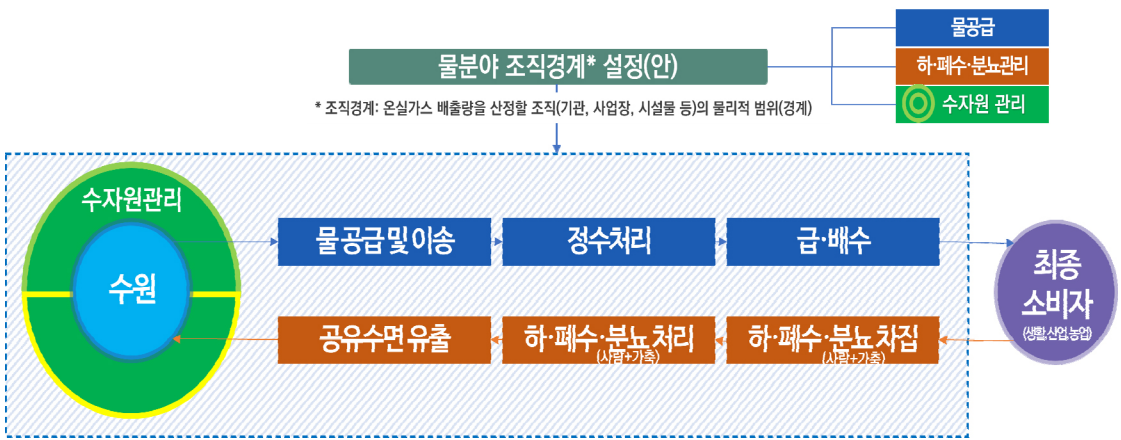 물분야 조직경계* 설정(안)
물공급
하·폐수·분뇨관리
수자원 관리
* 조직경계: 온실가스 배출량을 산정할 조직(기관, 사업장, 시설물 등)의 물리적 범위(경계)
수자원관리
수원
물 공급 및 이송
정수처리
급·배수
최종
소비자
(생활,산업,농업)
공유수면 유출
하·폐수·분뇨 처리
(사람+가축)
하·폐수·분뇨 차집
(사람+가축)